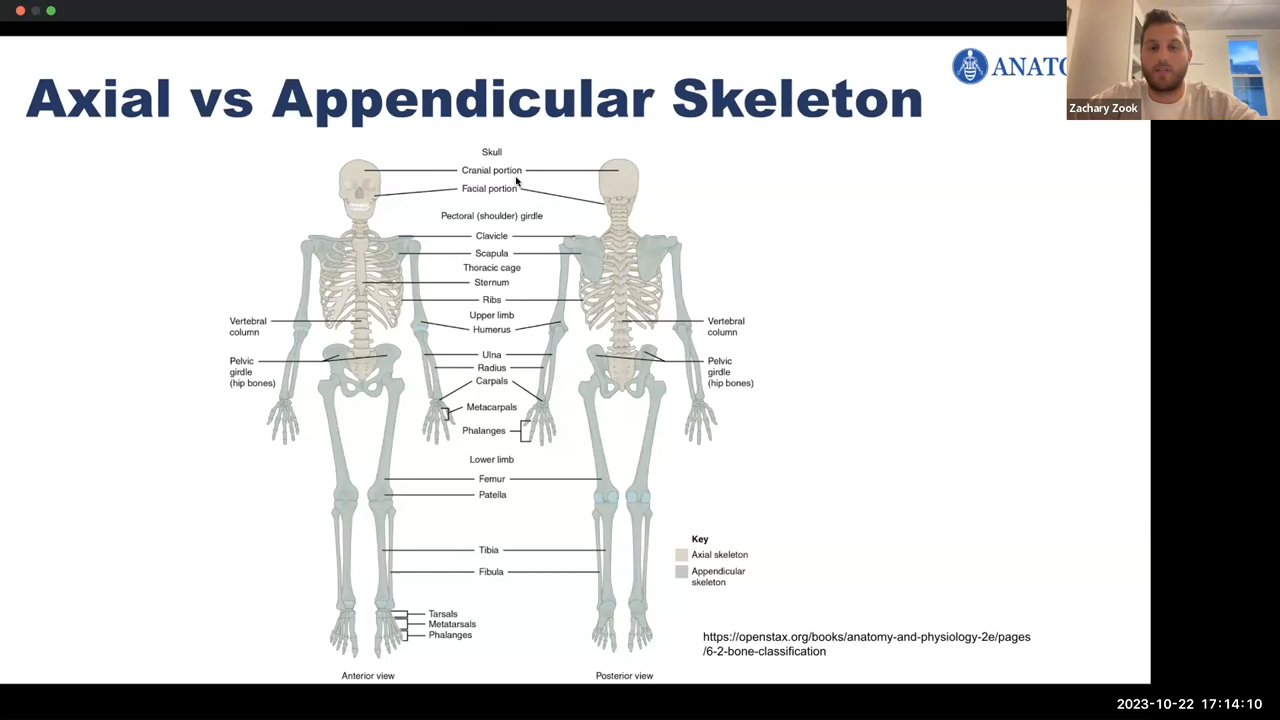 Axial vs Appendicular Skeleton
ANATO
Zachary Zook
Skull
Cranial portion
Facial portion
Pectoral (shoulder) girdle
Clavicle
Scapula
Thoracic cage
Sternum
Ribs
Upper limb
Humerus
Vertebral
column
Vertebral
column
Ulna
Radius
Pelvic
girdle
(hip bones)
Pelvic
girdle
(hip bones)
Carpals
Metacarpals
Phalanges
Lower limb
Femur
Patella
Tibia
Fibula
Tarsals
Metatarsals
Phalanges
Key
Axial skeleton
Appendicular
skeleton
https://openstax.org/books/anatomy-and-physiology-2e/pages
/6-2-bone-classification
Anterior view
Posterior view
2023-10-22 17:14:10